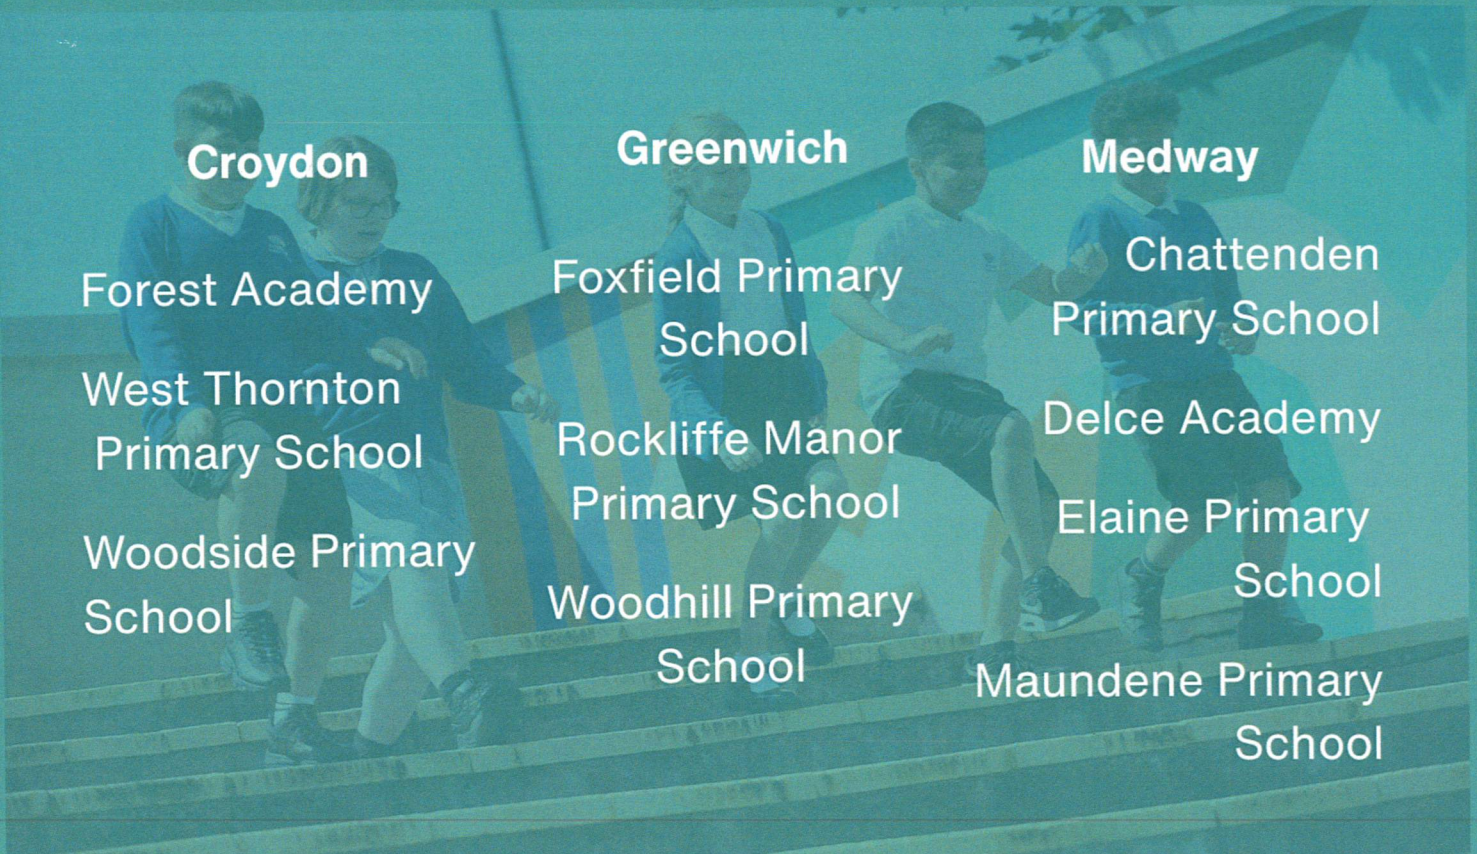 Croydon
Forest Academy
West Thornton
Primary School
Woodside Primary
School
Greenwich
Foxfield Primary
School
Rockliffe Manor
Primary School
Woodhill Primary
School
Medway
Chattenden
Primary School
Delce Academy
Elaine Primary
School
Maundene Primary
School